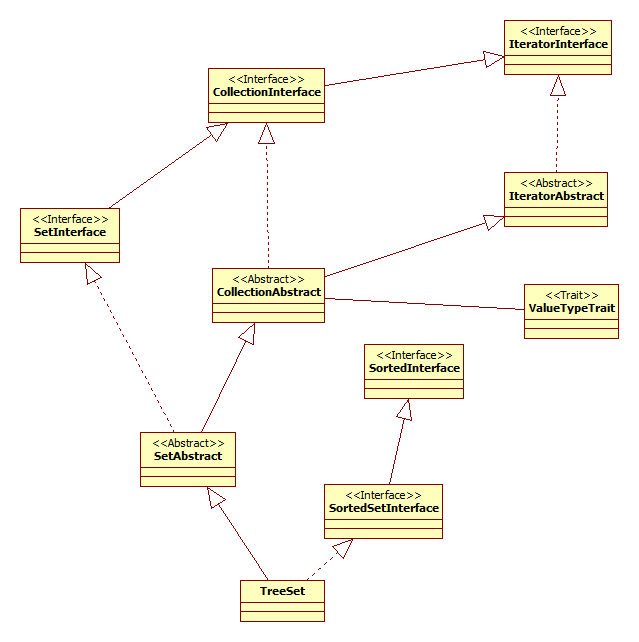 <<Interface>>
IteratorInterface
<<Interface>>
CollectionInterface
<<Abstract>>
IteratorAbstract
<<Interface>>
SetInterface
<<Abstract>>
CollectionAbstract
<<Trait>>
ValueTypeTrait
<<Interface>>
SortedInterface
<<Abstract>>
SetAbstract
<<Interface>>
SortedSetInterface
TreeSet